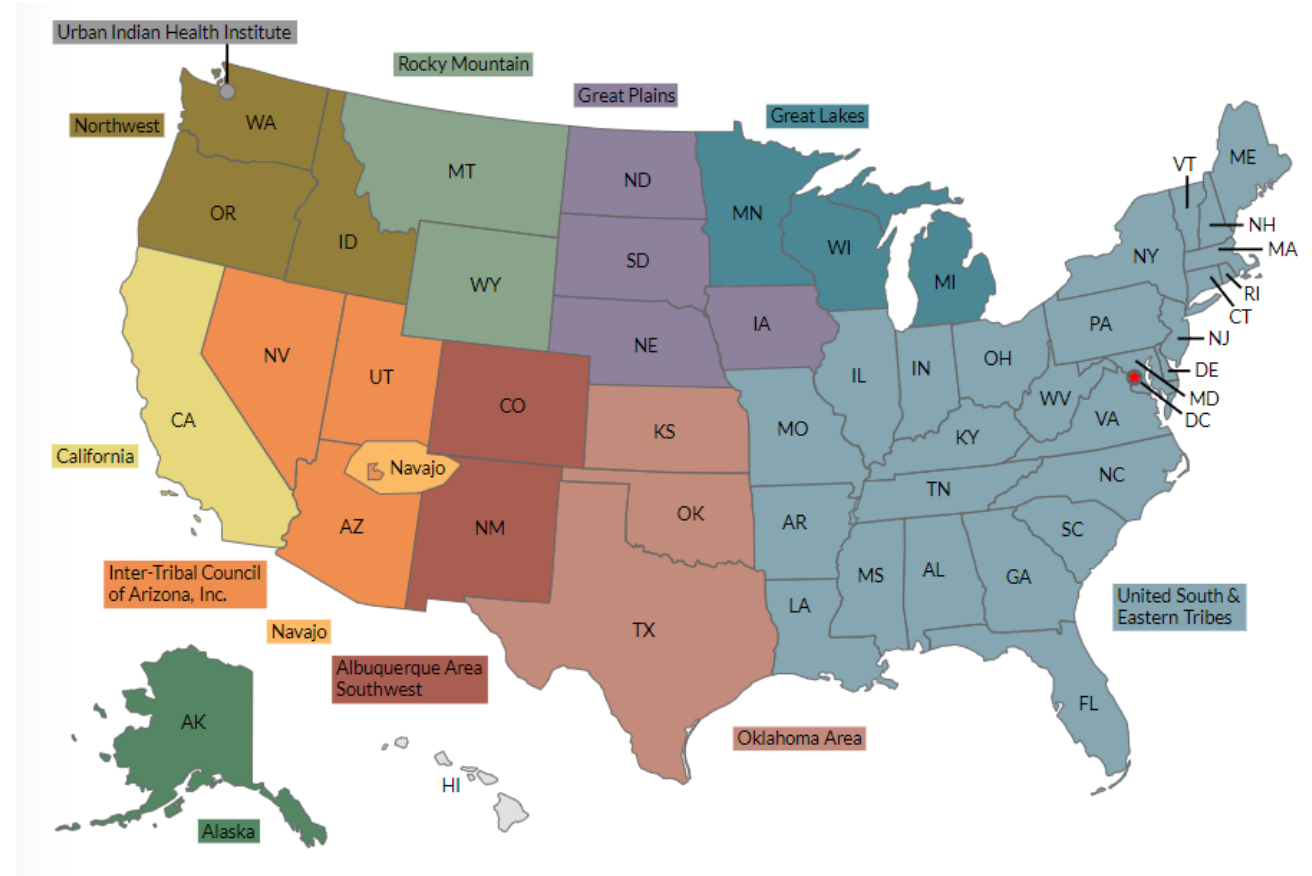 Urban Indian Health Institute
Rocky Mountain
Great Plains
Great Lakes
Northwest
WA
MT
ND
MN
VT
ME
OR
ID
SD
WI
MI
NY
NH
MA
WY
RI
CT
IA
PA
NE
NV
UT
IL
IN
OH
NJ
DE
MD
DC
CO
WV
VA
CA
KS
MO
KY
California
Navajo
TN
NC
AZ
NM
OK
AR
SC
MS
AL
GA
Inter-Tribal Council
of Arizona, Inc.
LA
United South &
Eastern Tribes
Navajo
TX
Albuquerque Area
Southwest
FL
AK
Oklahoma Area
HI
Alaska